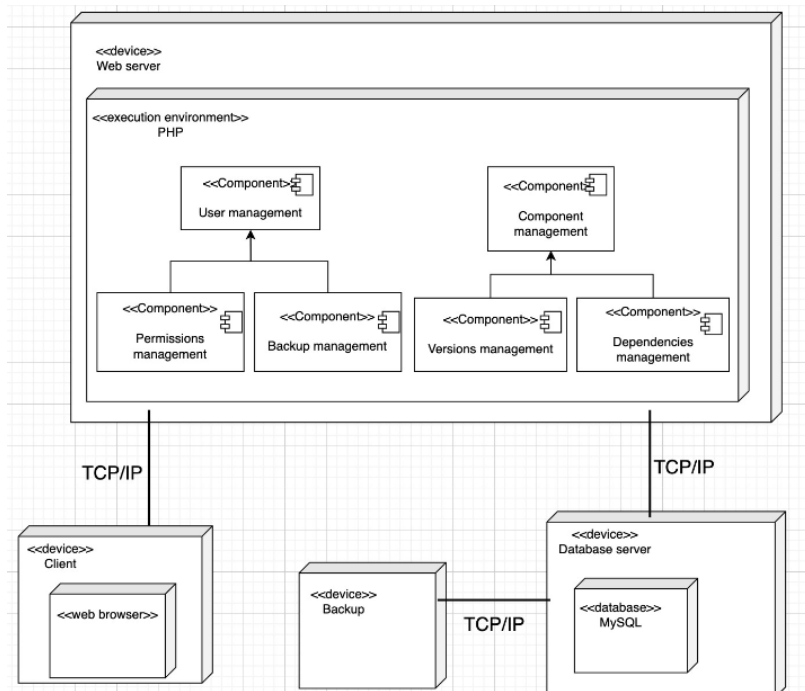 <<device>>
Web server
<<execution environment>>
PHP
<<Component>>
User management
<<Component>>
Component
management
<<Component>>
Permissions
management
<<Component>>
Backup management
<<Component>>
Versions management
<<Component>>
Dependencies
management
TCP/IP
TCP/IP
<<device>>
Client
<<web browser>>
<<device>>
Backup
TCP/IP
<<device>>
Database server
<<database>>
MySQL